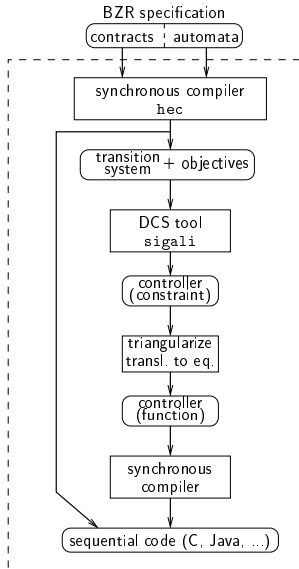 BZR specification
contracts automata
synchronous compiler
hec
transition
system + objectives
DCS tool
sigali
controller
(constraint)
triangularize
transl. to eq.
controller
(function)
synchronous
compiler
sequential code (C, Java, ...)